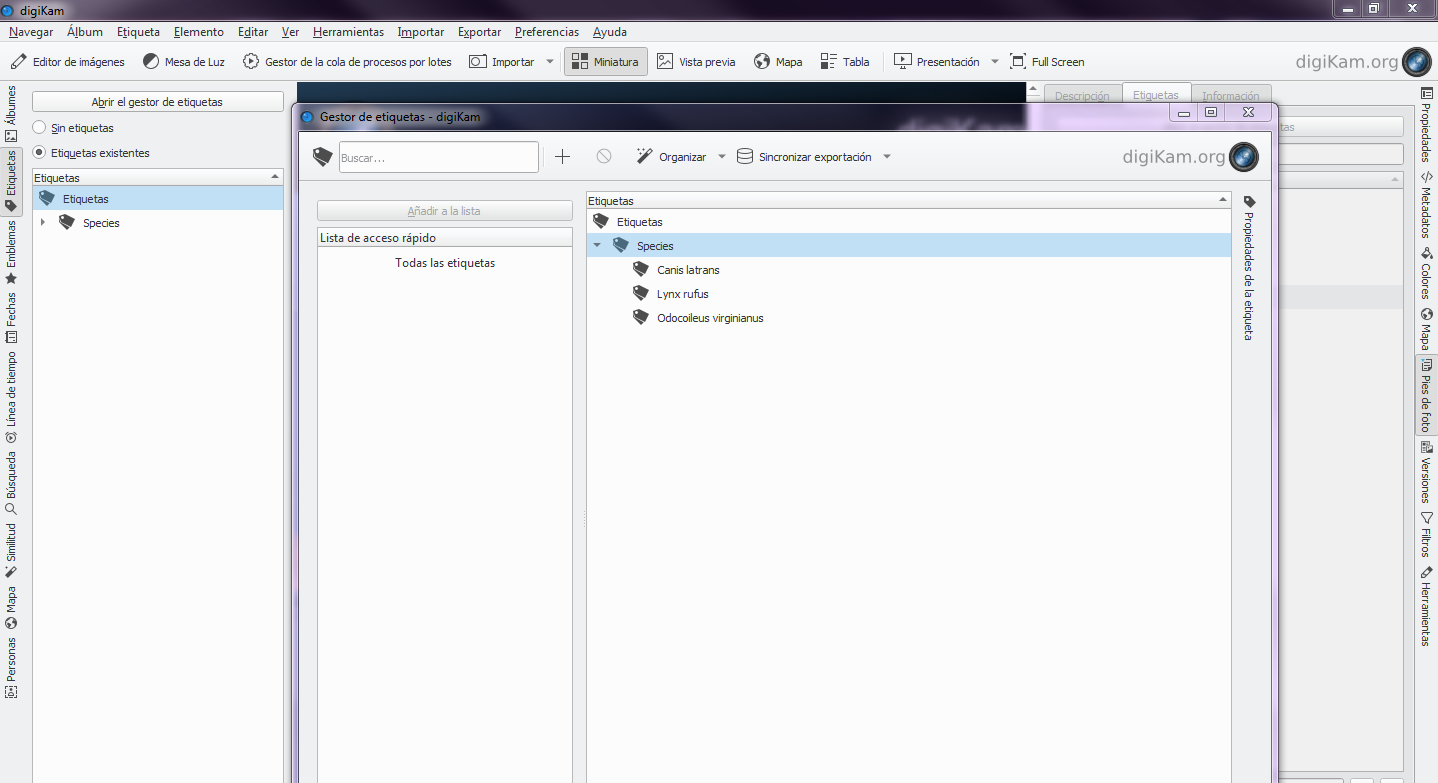 digiKam
Navegar Álbum Etiqueta Elemento Editar Ver Herramientas Importar Exportar Preferencias Ayuda
Editor de imágenes Mesa de Luz Gestor de la cola de procesos por lotes Importar Miniatura Vista previa Mapa Tabla Presentación Full Screen digiKam.org
Álbumes
Etiquetas
Emblemas
Fechas
Línea de tiempo
Búsqueda
Similitud
Mapa
Personas
Abrir el gestor de etiquetas
Sin etiquetas
Etiquetas existentes
Etiquetas
Etiquetas
Species
Descripción Etiquetas Información
Gestor de etiquetas - digiKam
Buscar... Organizar Sincronizar exportación digiKam.org
Añadir a la lista
Lista de acceso rápido
Todas las etiquetas
Etiquetas
Etiquetas
Species
Canis latrans
Lynx rufus
Odocoileus virginianus
Propiedades de la etiqueta
Propiedades
Metadatos
Colores
Mapa
Pies de foto
Versiones
Filtros
Herramientas